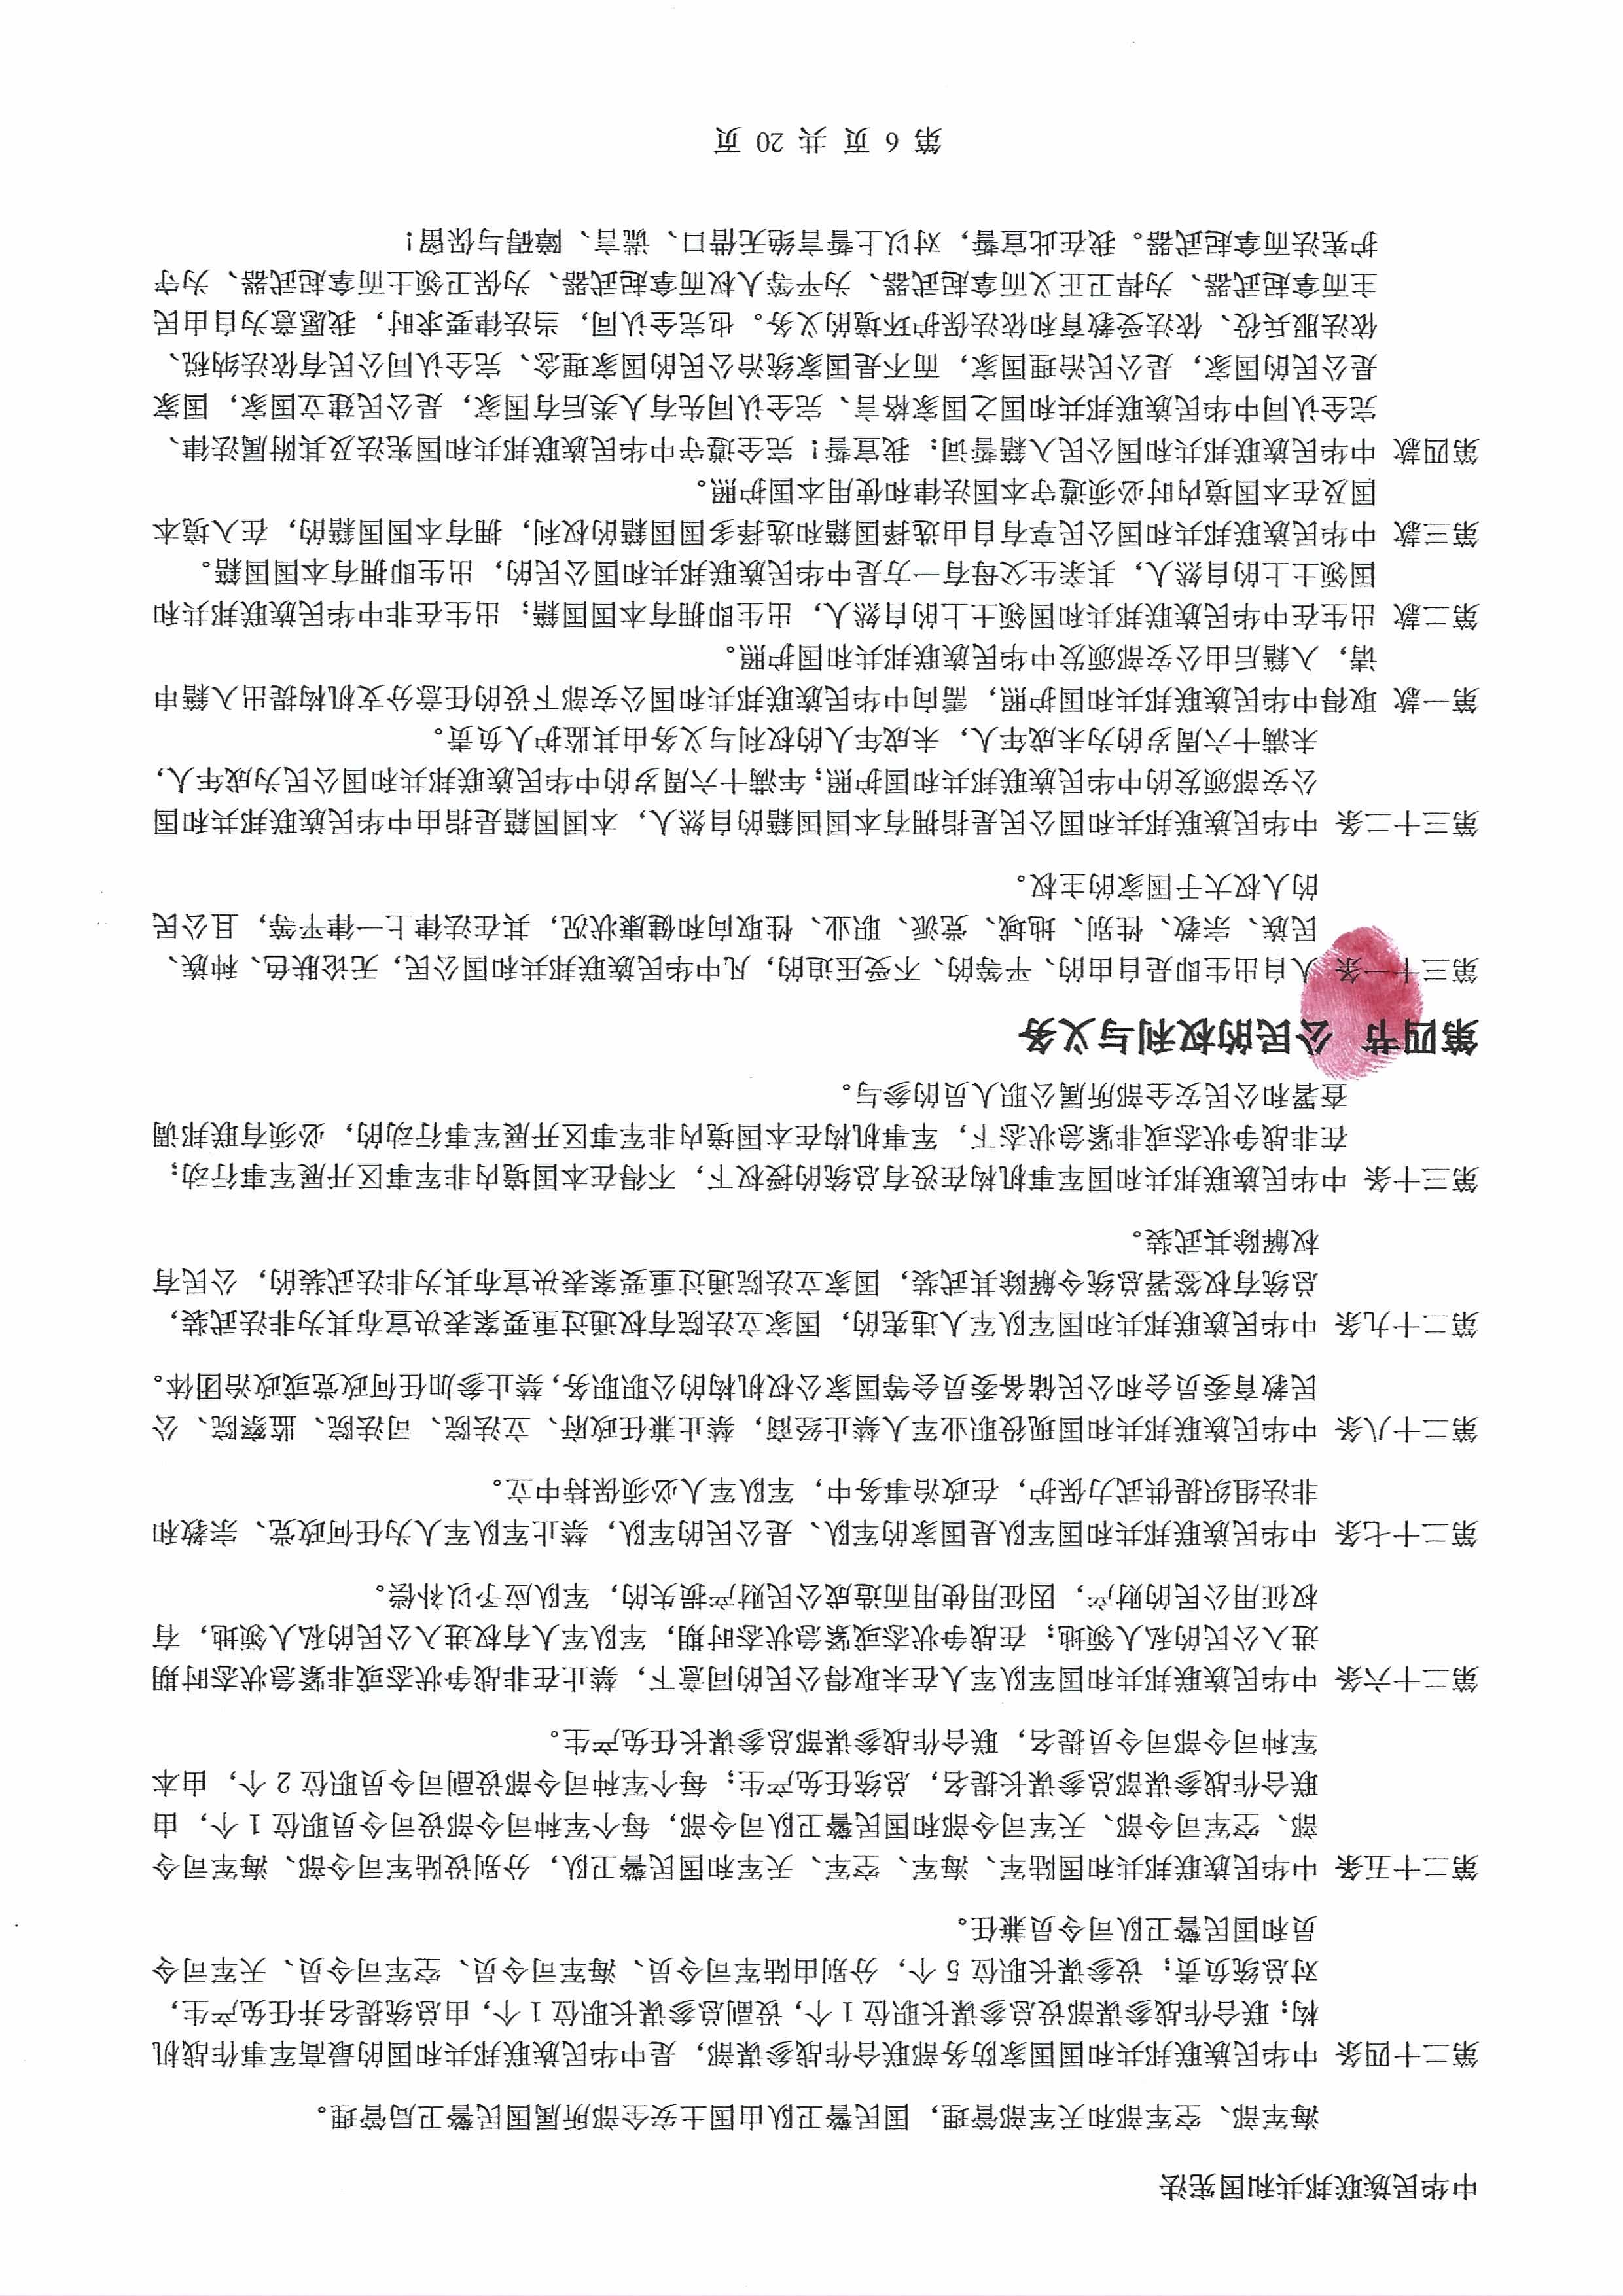 中华民族联邦共和国宪法
海军部、空军部和天军部管理，国民警卫队由国土安全部所属国民警卫局管理。
第二十四条 中华民族联邦共和国国家防务部联合作战参谋部，是中华民族联邦共和国的最高军事作战机
构；联合作战参谋部设总参谋长职位 1 个，设副总参谋长职位 1 个，由总统提名并任免产生，
对总统负责；设参谋长职位 5 个，分别由陆军司令员、海军司令员、空军司令员、天军司令
员和国民警卫队司令员兼任。
第二十五条 中华民族联邦共和国陆军、海军、空军、天军和国民警卫队，分别设陆军司令部、海军司令
部、空军司令部、天军司令部和国民警卫队司令部，每个军种司令部设司令员职位 1 个，由
联合作战参谋部总参谋长提名，总统任免产生；每个军种司令部设副司令员职位 2 个，由本
军种司令部司令员提名，联合作战参谋部总参谋长任免产生。
第二十六条 中华民族联邦共和国军队军人在未取得公民的同意下，禁止在非战争状态或非紧急状态时期
进入公民的私人领地；在战争状态或紧急状态时期，军队军人有权进入公民的私人领地，有
权征用公民的财产，因征用使用而造成公民财产损失的，军队应予以补偿。
第二十七条 中华民族联邦共和国军队是国家的军队、是公民的军队，禁止军队军人为任何政党、宗教和
非法组织提供武力保护，在政治事务中，军队军人必须保持中立。
第二十八条 中华民族联邦共和国现役职业军人禁止经商，禁止兼任政府、立法院、司法院、监察院、公
民教育委员会和公民储备委员会等国家公权机构的公职职务，禁止参加任何政党或政治团体。
第二十九条 中华民族联邦共和国军队军人违宪的，国家立法院有权通过重要案表决宣布其为非法武装，
总统有权签署总统令解除其武装，国家立法院通过重要案表决宣布其为非法武装的，公民有
权解除其武装。
第三十条 中华民族联邦共和国军事机构在没有总统的授权下，不得在本国境内非军事区开展军事行动；
在非战争状态或非紧急状态下，军事机构在本国境内非军事区开展军事行动的，必须有联邦调
查署和公民安全部所属公职人员的参与。
第四节 公民的权利与义务
第三十一条 人自出生即是自由的、平等的、不受压迫的，凡中华民族联邦共和国公民，无论肤色、种族、
民族、宗教、性别、地域、党派、职业、性取向和健康状况，其在法律上一律平等，且公民
的人权大于国家的主权。
第三十二条 中华民族联邦共和国公民是指拥有本国国籍的自然人，本国国籍是指由中华民族联邦共和国
公安部颁发的中华民族联邦共和国护照；年满十六周岁的中华民族联邦共和国公民为成年人，
未满十六周岁的为未成年人，未成年人的权利与义务由其监护人负责。
第一款 取得中华民族联邦共和国护照，需向中华民族联邦共和国公安部下设的任意分支机构提出入籍申
请，入籍后由公安部颁发中华民族联邦共和国护照。
第二款 出生在中华民族联邦共和国领土上的自然人，出生即拥有本国国籍；出生在非中华民族联邦共和
国领土上的自然人，其亲生父母有一方是中华民族联邦共和国公民的，出生即拥有本国国籍。
第三款 中华民族联邦共和国公民享有自由选择国籍和选择多国国籍的权利，拥有本国国籍的，在入境本
国及在本国境内时必须遵守本国法律和使用本国护照。
第四款 中华民族联邦共和国公民入籍誓词：我宣誓！完全遵守中华民族联邦共和国宪法及其附属法律、
完全认同中华民族联邦共和国之国家格言、完全认同先有人类后有国家，是公民建立国家，国家
是公民的国家，是公民治理国家，而不是国家统治公民的国家理念、完全认同公民有依法纳税、
依法服兵役、依法受教育和依法保护环境的义务。也完全认同，当法律要求时，我愿意为自由民
主而拿起武器、为捍卫正义而拿起武器、为平等人权而拿起武器、为保卫领土而拿起武器、为守
护宪法而拿起武器。我在此宣誓，对以上誓言绝无借口、谎言、障碍与保留！
第 6 页 共 20 页